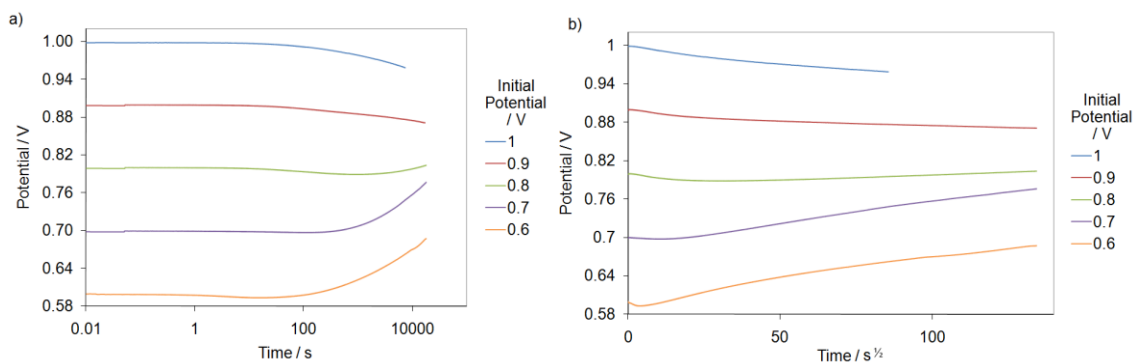 a)
Potential / V
1.00
0.94
0.88
0.82
0.76
0.70
0.64
0.58
0.01
1
100
10000
Time / s
Initial
Potential
/ V
1
0.9
0.8
0.7
0.6
b)
Potential / V
1
0.94
0.88
0.82
0.76
0.7
0.64
0.58
0
50
100
Time / s ½
Initial
Potential
/ V
1
0.9
0.8
0.7
0.6